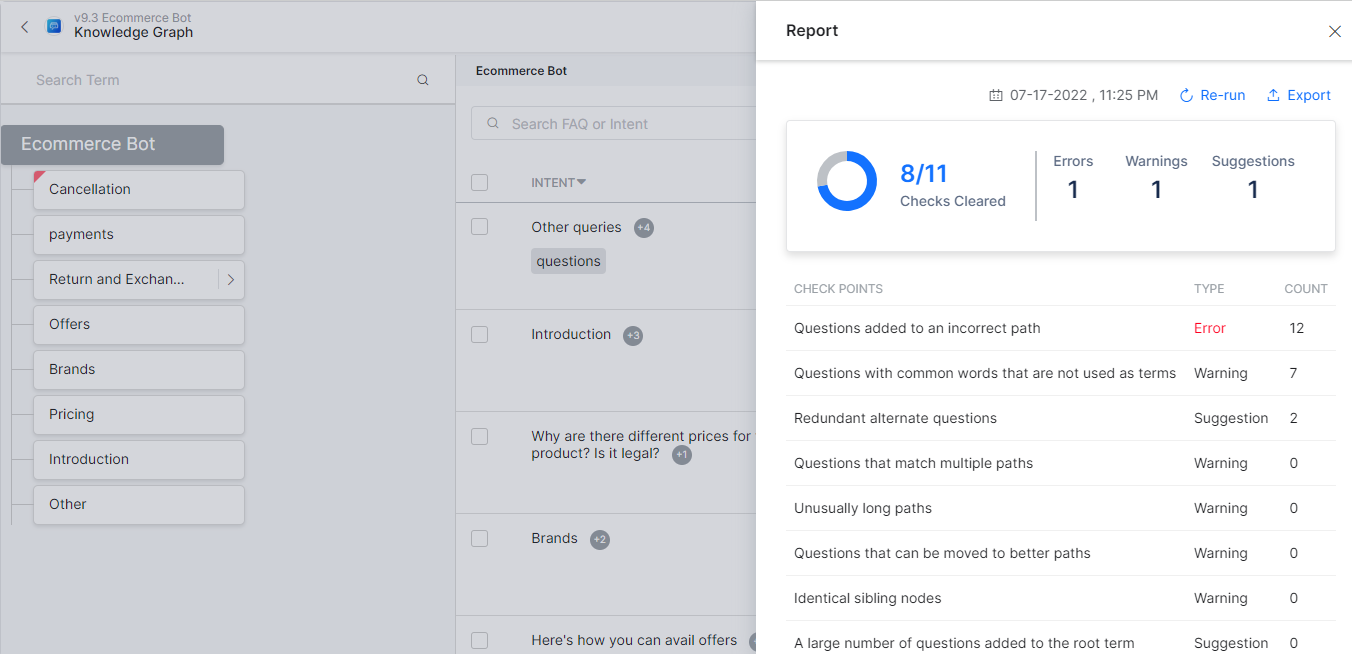 v9.3 Ecommerce Bot
Knowledge Graph
Search Term
Ecommerce Bot
Cancellation
payments
Return and Exchan...
Offers
Brands
Pricing
Introduction
Other
Ecommerce Bot
Search FAQ or Intent
INTENT
Other queries +4
questions
Introduction +3
Why are there different prices for
product? Is it legal? +1
Brands +2
Here's how you can avail offers
Report
07-17-2022 , 11:25 PM Re-run Export
8/11
Checks Cleared
Errors Warnings Suggestions
1 1 1
CHECK POINTS TYPE COUNT
Questions added to an incorrect path Error 12
Questions with common words that are not used as terms Warning 7
Redundant alternate questions Suggestion 2
Questions that match multiple paths Warning 0
Unusually long paths Warning 0
Questions that can be moved to better paths Warning 0
Identical sibling nodes Warning 0
A large number of questions added to the root term Suggestion 0